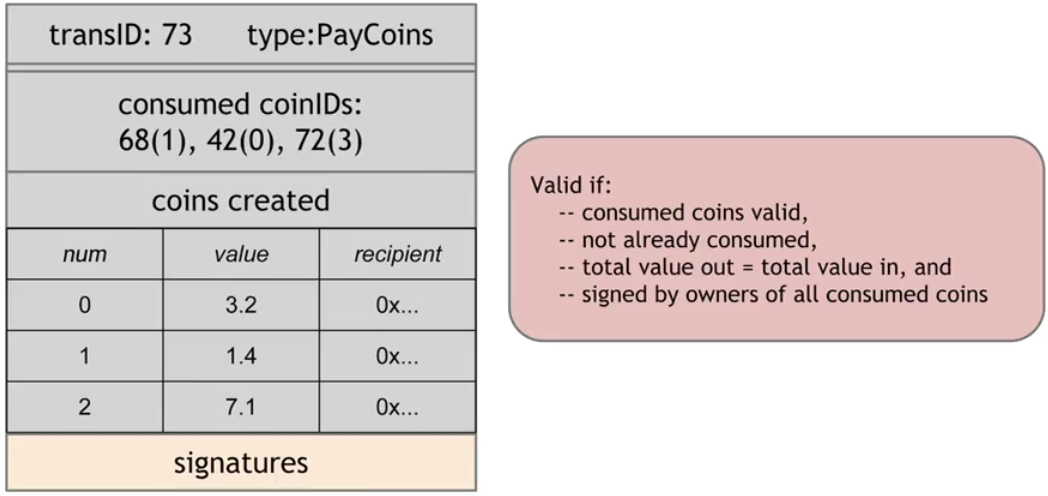 transID: 73 type:PayCoins
consumed coinIDs:
68(1), 42(0), 72(3)
coins created
num value recipient
0 3.2 0x...
1 1.4 0x...
2 7.1 0x...
signatures
Valid if:
-- consumed coins valid,
-- not already consumed,
-- total value out = total value in, and
-- signed by owners of all consumed coins